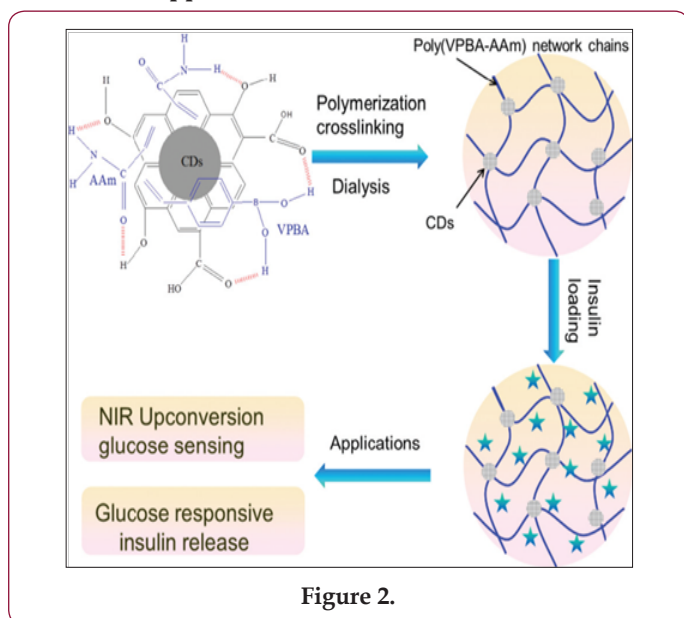 Poly(VPBA-AAm) network chains
H
O
N
H
O
H
C
H
O
OH
C
O
H
N
H
AAm
C
O
H
O
CDs
Polymerization
crosslinking
Dialysis
H
O
B
O
H
VPBA
C
O
HO
CDs
Insulin
loading
NIR Upconversion
glucose sensing
Applications
Glucose responsive
insulin release
Figure 2.